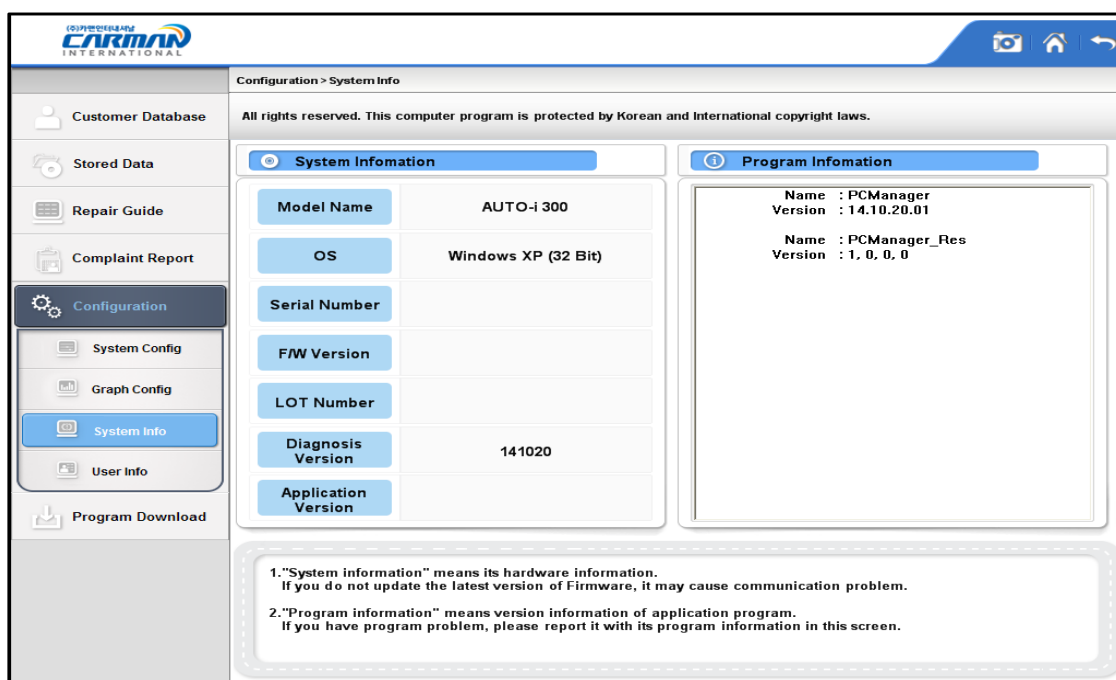 (주)카맨인터내셔날
CARMAN
INTERNATIONAL
Configuration > System Info
Customer Database
All rights reserved. This computer program is protected by Korean and International copyright laws.
Stored Data
Repair Guide
Complaint Report
Configuration
System Config
Graph Config
System Info
User Info
Program Download
System Infomation
Model Name AUTO-i 300
OS Windows XP (32 Bit)
Serial Number
F/W Version
LOT Number
Diagnosis
Version 141020
Application
Version
Program Infomation
Name : PCManager
Version : 14.10.20.01
Name : PCManager_Res
Version : 1, 0, 0, 0
1."System information" means its hardware information.
If you do not update the latest version of Firmware, it may cause communication problem.
2."Program information" means version information of application program.
If you have program problem, please report it with its program information in this screen.